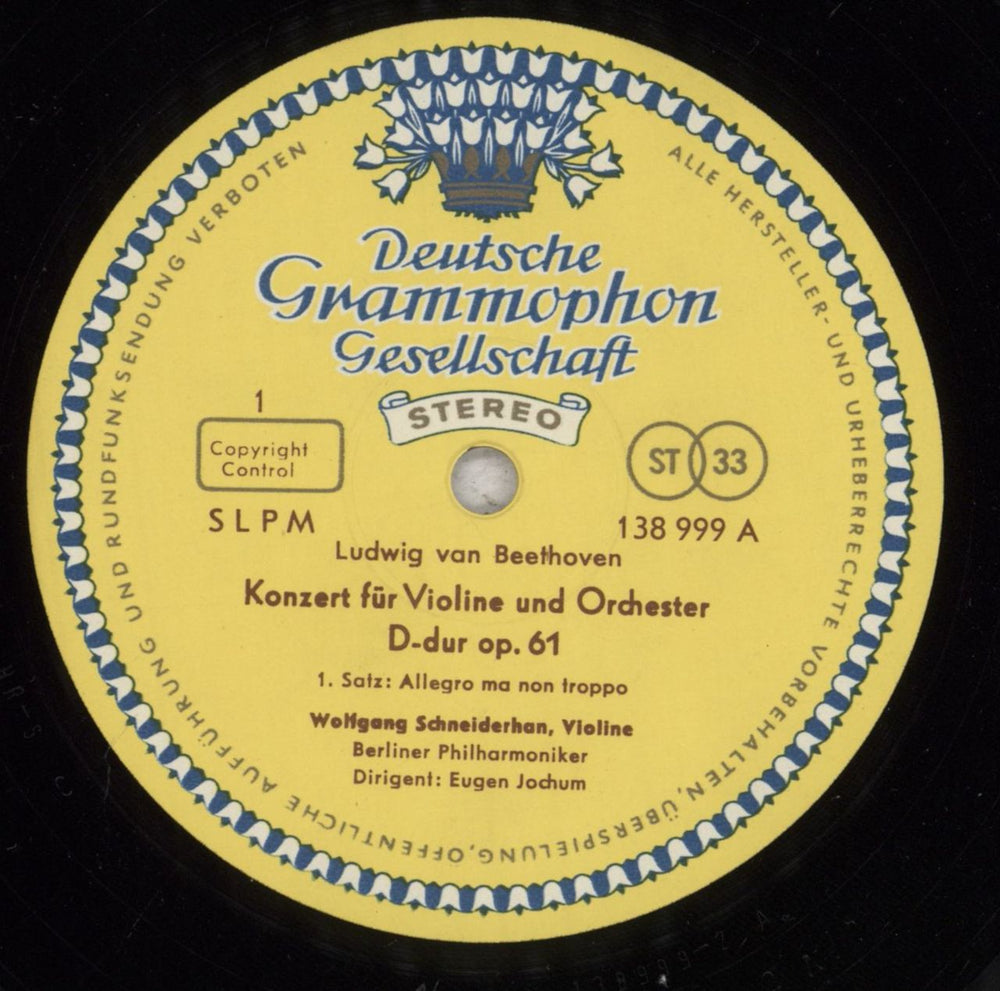 Deutsche
Grammophon
Gesellschaft
STEREO
1
Copyright
Control
SLPM
ST 33
138 999 A
Ludwig van Beethoven
Konzert für Violine und Orchester
D-dur op. 61
1. Satz: Allegro ma non troppo
Wolfgang Schneiderhan, Violine
Berliner Philharmoniker
Dirigent: Eugen Jochum
ALLE HERSTELLER- UND URHEBERRECHTE VORBEHALTEN, ÜBERSPIELUNG, ÖFFENTLICHE AUFFÜHRUNG UND RUNDFUNKSENDUNG VERBOTEN